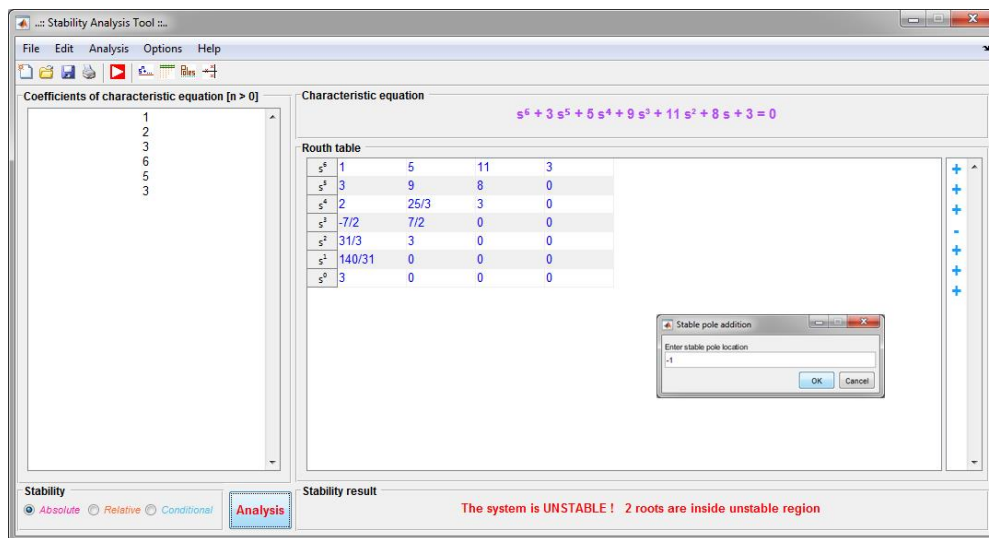 ..:: Stability Analysis Tool ::..
File Edit Analysis Options Help
Coefficients of characteristic equation [n > 0]
1
2
3
6
5
3
Characteristic equation
s⁶ + 3 s⁵ + 5 s⁴ + 9 s³ + 11 s² + 8 s + 3 = 0
Routh table
s⁶ 1 5 11 3 +
s⁵ 3 9 8 0 +
s⁴ 2 25/3 3 0 +
s³ -7/2 7/2 0 0 -
s² 31/3 3 0 0 +
s¹ 140/31 0 0 0 +
s⁰ 3 0 0 0 +
Stable pole addition
Enter stable pole location
-1
OK Cancel
Stability
Absolute Relative Conditional
Analysis
Stability result
The system is UNSTABLE ! 2 roots are inside unstable region